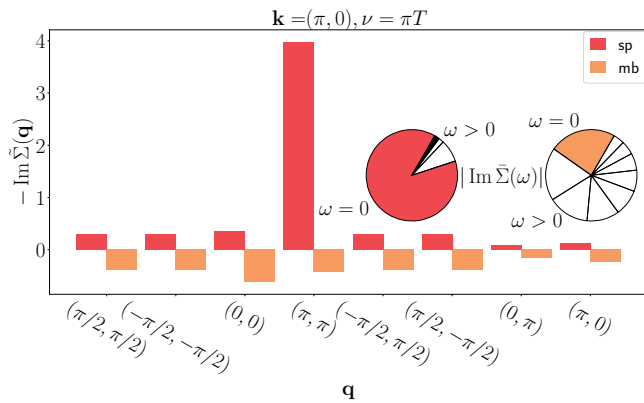 k =(π, 0), ν = πT
− Im Σ̃(q)
4
3
2
1
0
sp
mb
ω > 0
ω = 0
| Im Σ̄(ω)|
ω = 0
ω > 0
(π/2, π/2)
(−π/2, −π/2)
(0, 0)
(π, π)
(−π/2, π/2)
(π/2, −π/2)
(0, π)
(π, 0)
q